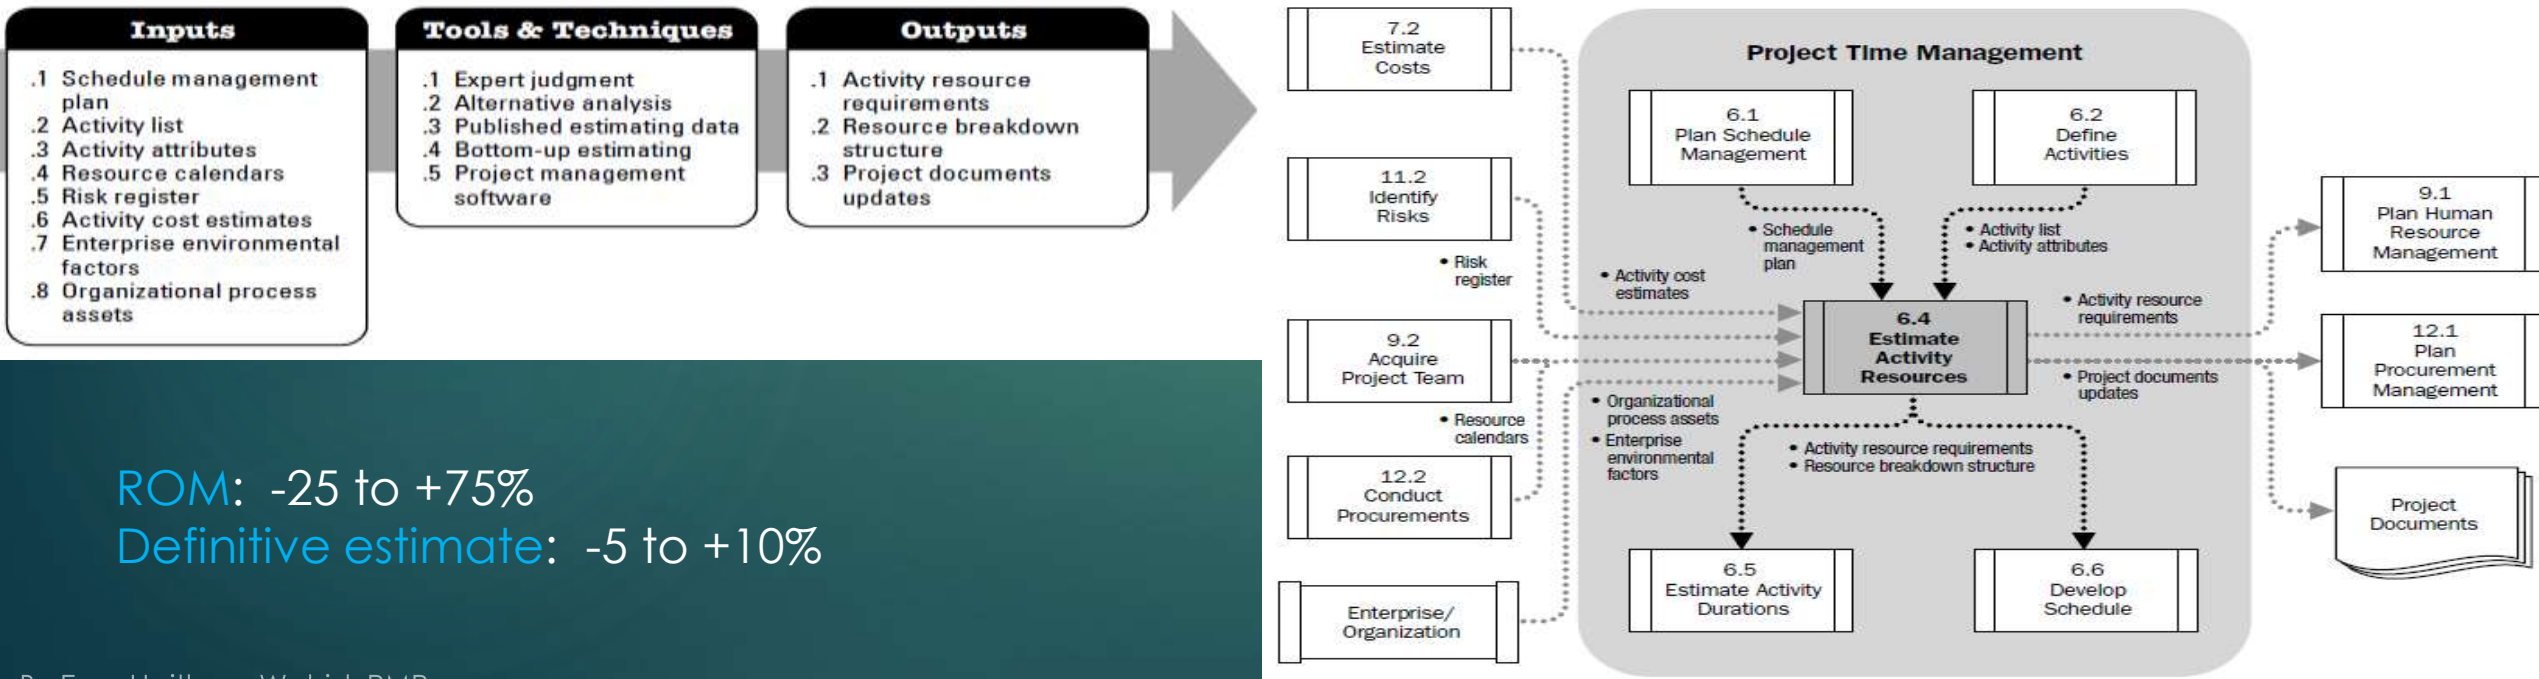 Inputs
.1 Schedule management
plan
.2 Activity list
.3 Activity attributes
.4 Resource calendars
.5 Risk register
.6 Activity cost estimates
.7 Enterprise environmental
factors
.8 Organizational process
assets
Tools & Techniques
.1 Expert judgment
.2 Alternative analysis
.3 Published estimating data
.4 Bottom-up estimating
.5 Project management
software
Outputs
.1 Activity resource
requirements
.2 Resource breakdown
structure
.3 Project documents
updates
ROM: -25 to +75%
Definitive estimate: -5 to +10%
7.2
Estimate
Costs
11.2
Identify
Risks
• Risk
register
9.2
Acquire
Project Team
• Resource
calendars
12.2
Conduct
Procurements
Enterprise/
Organization
Project Time Management
6.1
Plan Schedule
Management
6.2
Define
Activities
• Schedule
management
plan
• Activity list
• Activity attributes
• Activity cost
estimates
6.4
Estimate
Activity
Resources
• Activity resource
requirements
• Project documents
updates
• Organizational
process assets
• Enterprise
environmental
factors
• Activity resource requirements
• Resource breakdown structure
6.5
Estimate Activity
Durations
6.6
Develop
Schedule
9.1
Plan Human
Resource
Management
12.1
Plan
Procurement
Management
Project
Documents